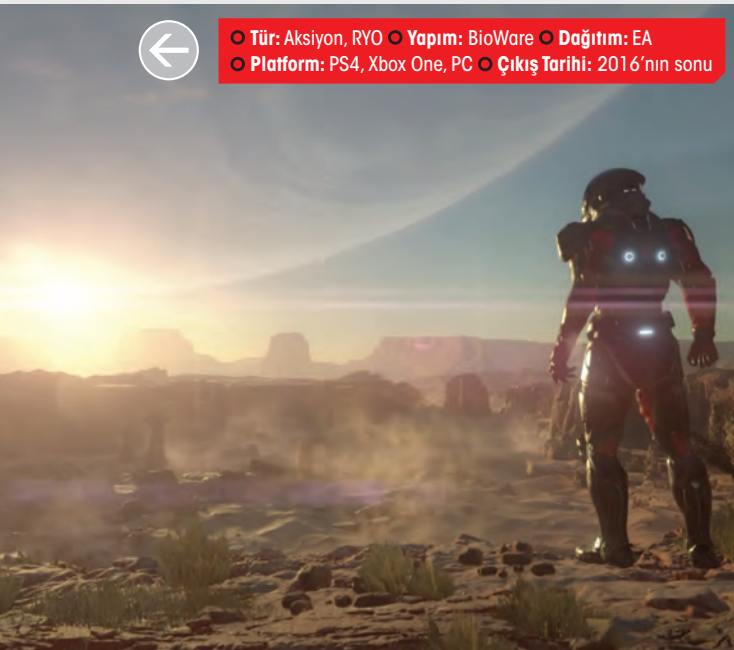 Tür: Aksiyon, RYO Yapım: BioWare Dağıtım: EA
Platform: PS4, Xbox One, PC Çıkış Tarihi: 2016'nın sonu